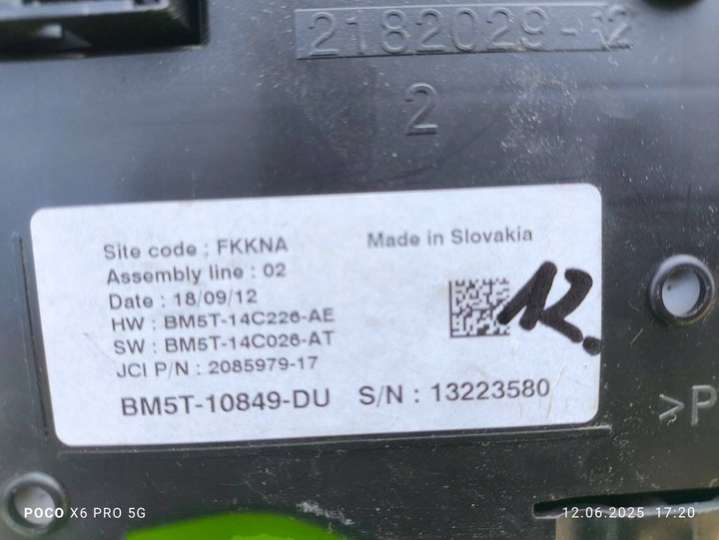 2182029-12
2
Site code : FKKNA
Made in Slovakia
Assembly line : 02
Date : 18/09/12
HW : BM5T-14C226-AE
SW : BM5T-14C026-AT
JCI P/N : 2085979-17
12.
BM5T-10849-DU S/N : 13223580
>P
POCO X6 PRO 5G
12.06.2025 17:20